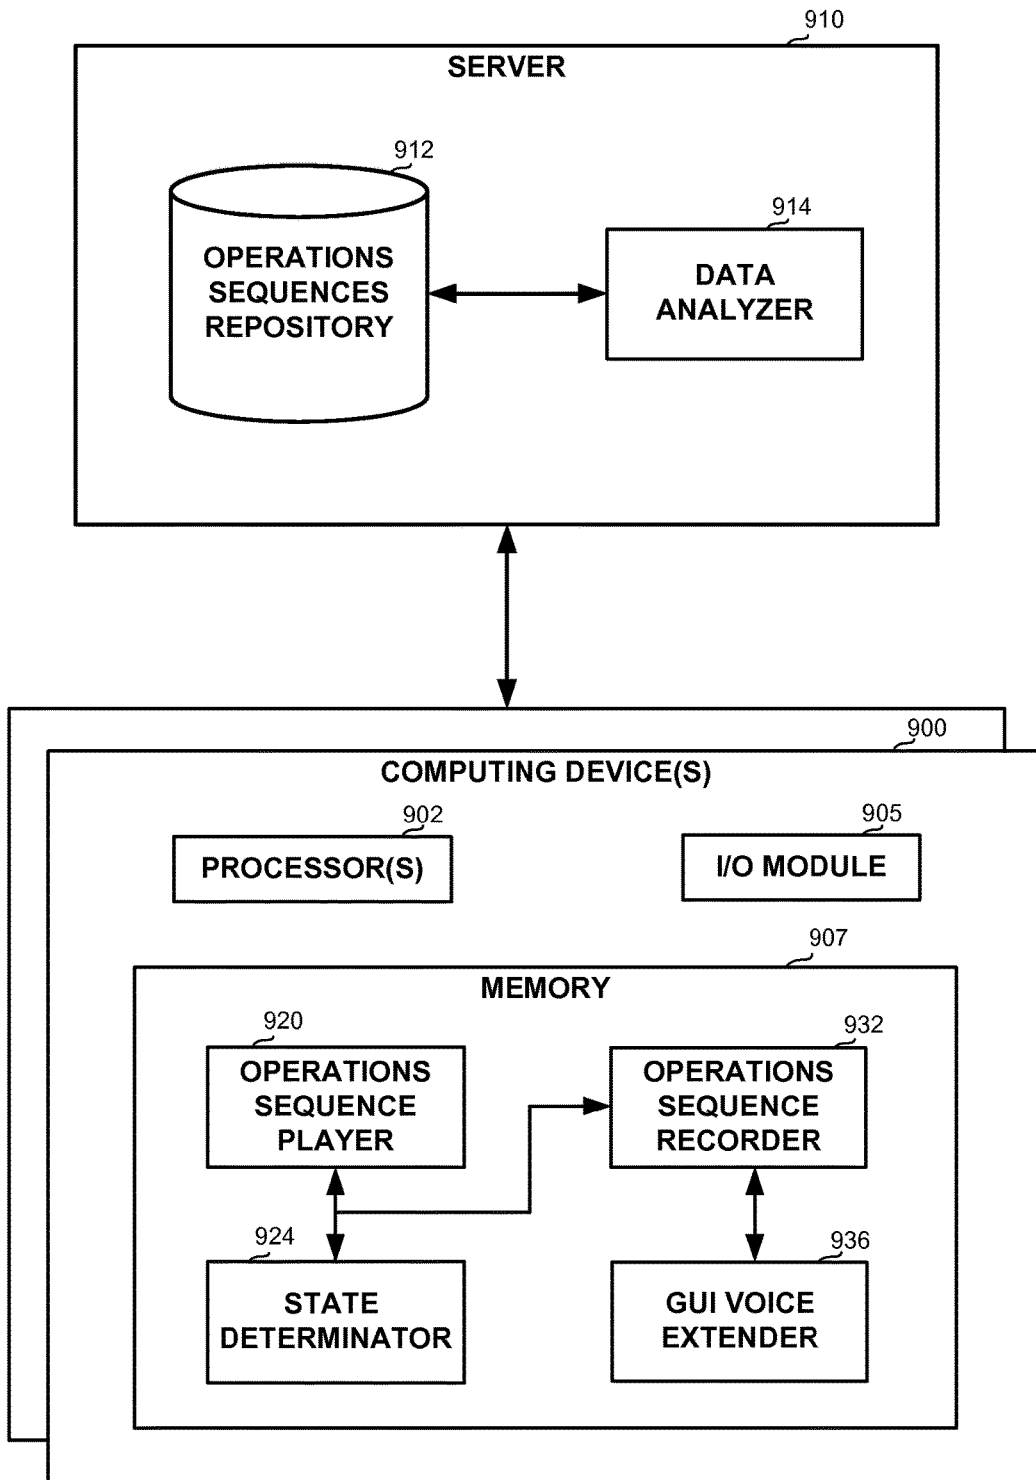 910
SERVER
912
OPERATIONS
SEQUENCES
REPOSITORY
914
DATA
ANALYZER
900
COMPUTING DEVICE(S)
902
PROCESSOR(S)
905
I/O MODULE
907
MEMORY
920
OPERATIONS
SEQUENCE
PLAYER
932
OPERATIONS
SEQUENCE
RECORDER
924
STATE
DETERMINATOR
936
GUI VOICE
EXTENDER